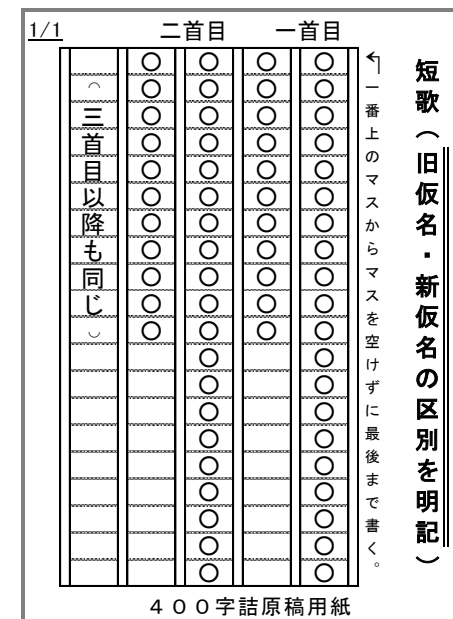 1/1
短歌（旧仮名・新仮名の区別を明記）
↰一番上のマスからマスを空けずに最後まで書く。
一首目
○○○○○○○○○○○○○○○○○○○○
○○○○○○○○○○○
二首目
○○○○○○○○○○○○○○○○○○○○
○○○○○○○○○○○
（三首目以降も同じ）
４００字詰原稿用紙